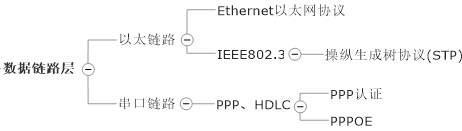 Ethernet以太网协议
以太链路
IEEE802.3
操纵生成树协议(STP)
数据链路层
串口链路
PPP、HDLC
PPP认证
PPPOE